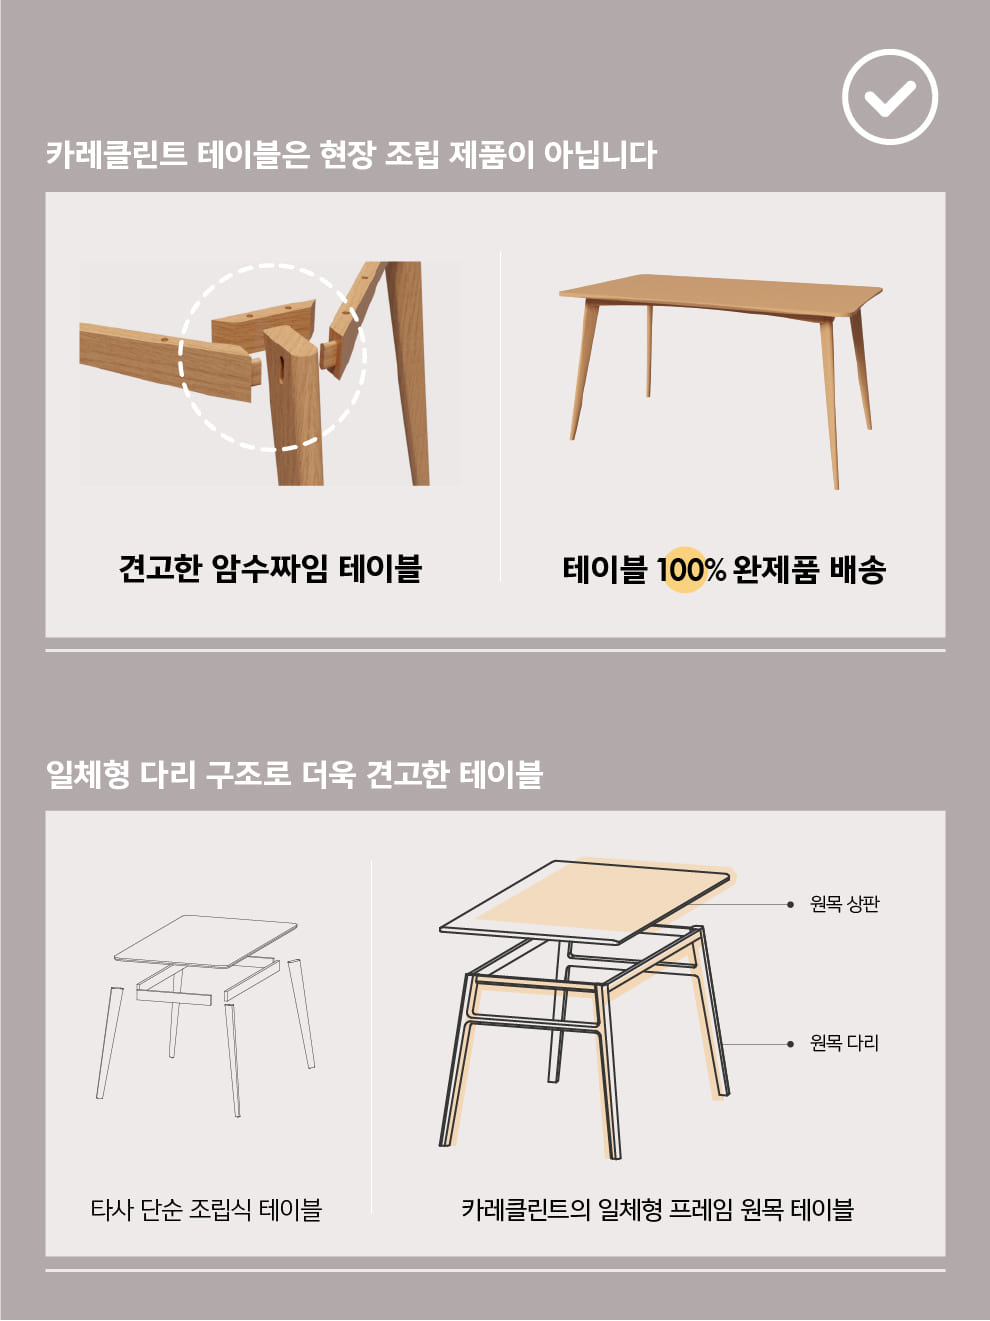 카레클린트 테이블은 현장 조립 제품이 아닙니다
견고한 암수짜임 테이블
테이블 100% 완제품 배송
일체형 다리 구조로 더욱 견고한 테이블
원목 상판
원목 다리
타사 단순 조립식 테이블
카레클린트의 일체형 프레임 원목 테이블